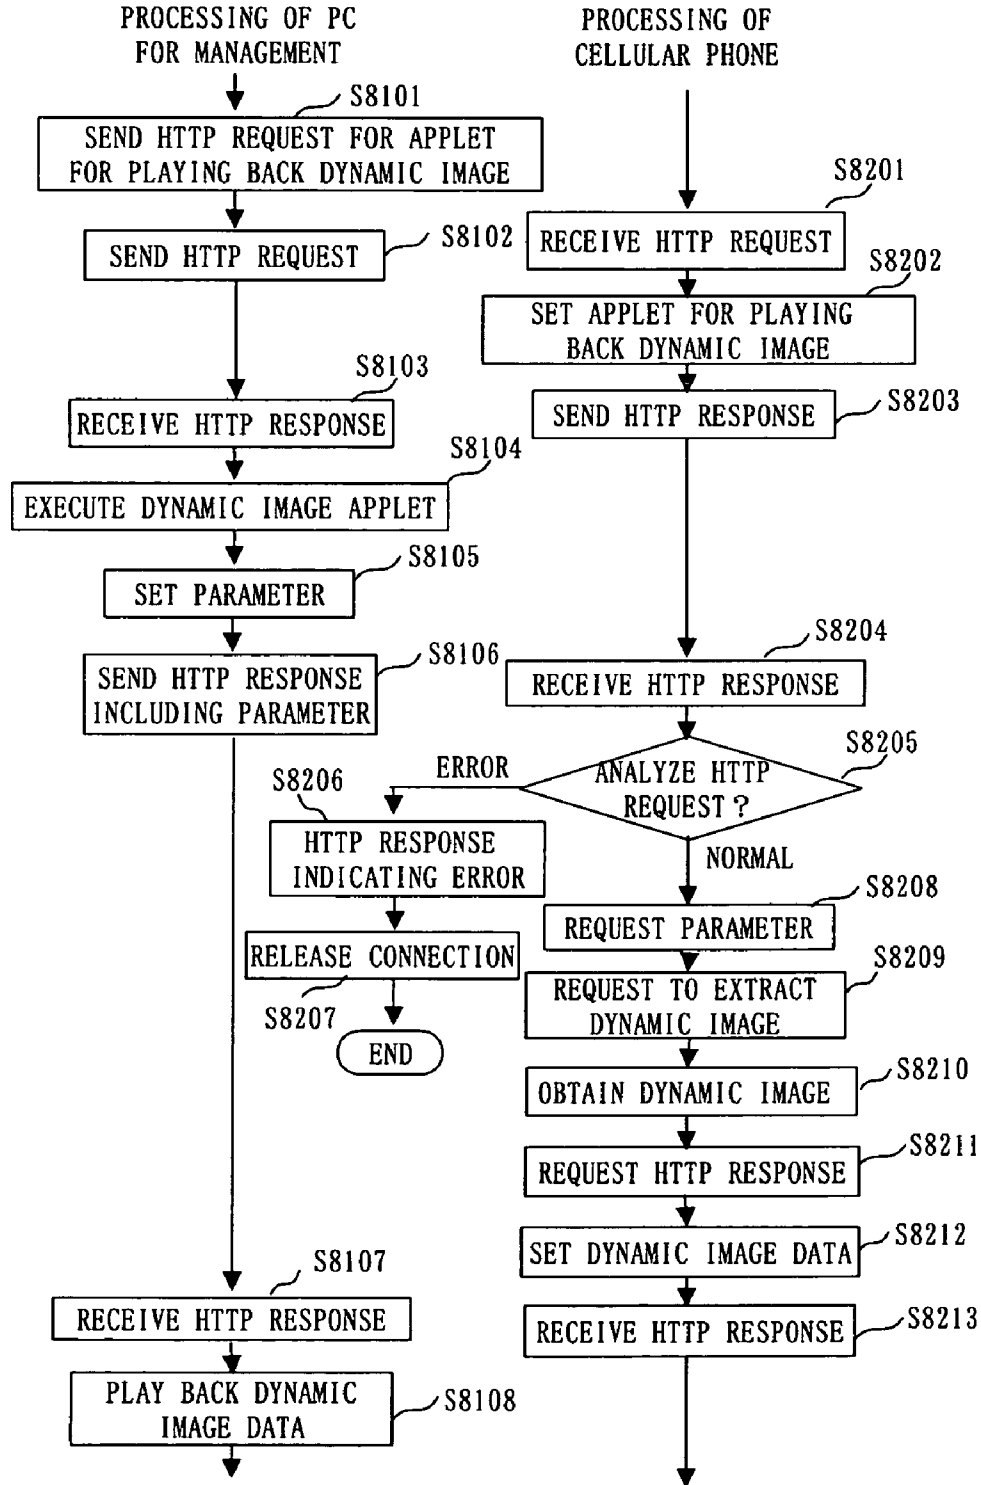 PROCESSING OF PC
FOR MANAGEMENT
S8101
SEND HTTP REQUEST FOR APPLET
FOR PLAYING BACK DYNAMIC IMAGE
SEND HTTP REQUEST
S8102
S8103
RECEIVE HTTP RESPONSE
S8104
EXECUTE DYNAMIC IMAGE APPLET
S8105
SET PARAMETER
S8106
SEND HTTP RESPONSE
INCLUDING PARAMETER
S8107
RECEIVE HTTP RESPONSE
PLAY BACK DYNAMIC
IMAGE DATA
S8108
PROCESSING OF
CELLULAR PHONE
S8201
RECEIVE HTTP REQUEST
S8202
SET APPLET FOR PLAYING
BACK DYNAMIC IMAGE
S8203
SEND HTTP RESPONSE
S8204
RECEIVE HTTP RESPONSE
S8205
ANALYZE HTTP
REQUEST?
ERROR
S8206
HTTP RESPONSE
INDICATING ERROR
RELEASE CONNECTION
S8207
END
NORMAL
S8208
REQUEST PARAMETER
S8209
REQUEST TO EXTRACT
DYNAMIC IMAGE
S8210
OBTAIN DYNAMIC IMAGE
S8211
REQUEST HTTP RESPONSE
S8212
SET DYNAMIC IMAGE DATA
S8213
RECEIVE HTTP RESPONSE